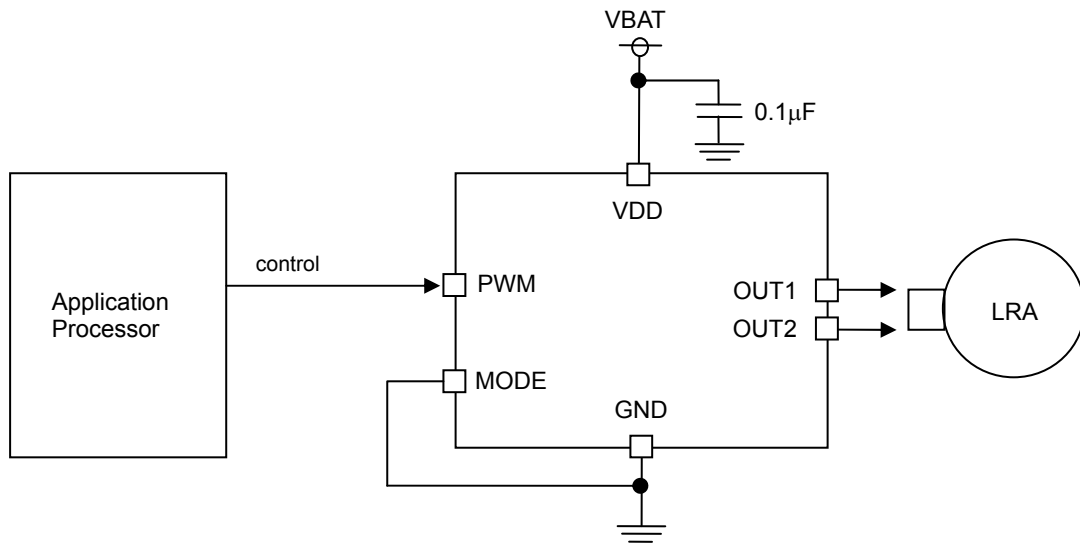 VBAT
0.1μF
VDD
control
PWM
Application
Processor
OUT1
OUT2
LRA
MODE
GND